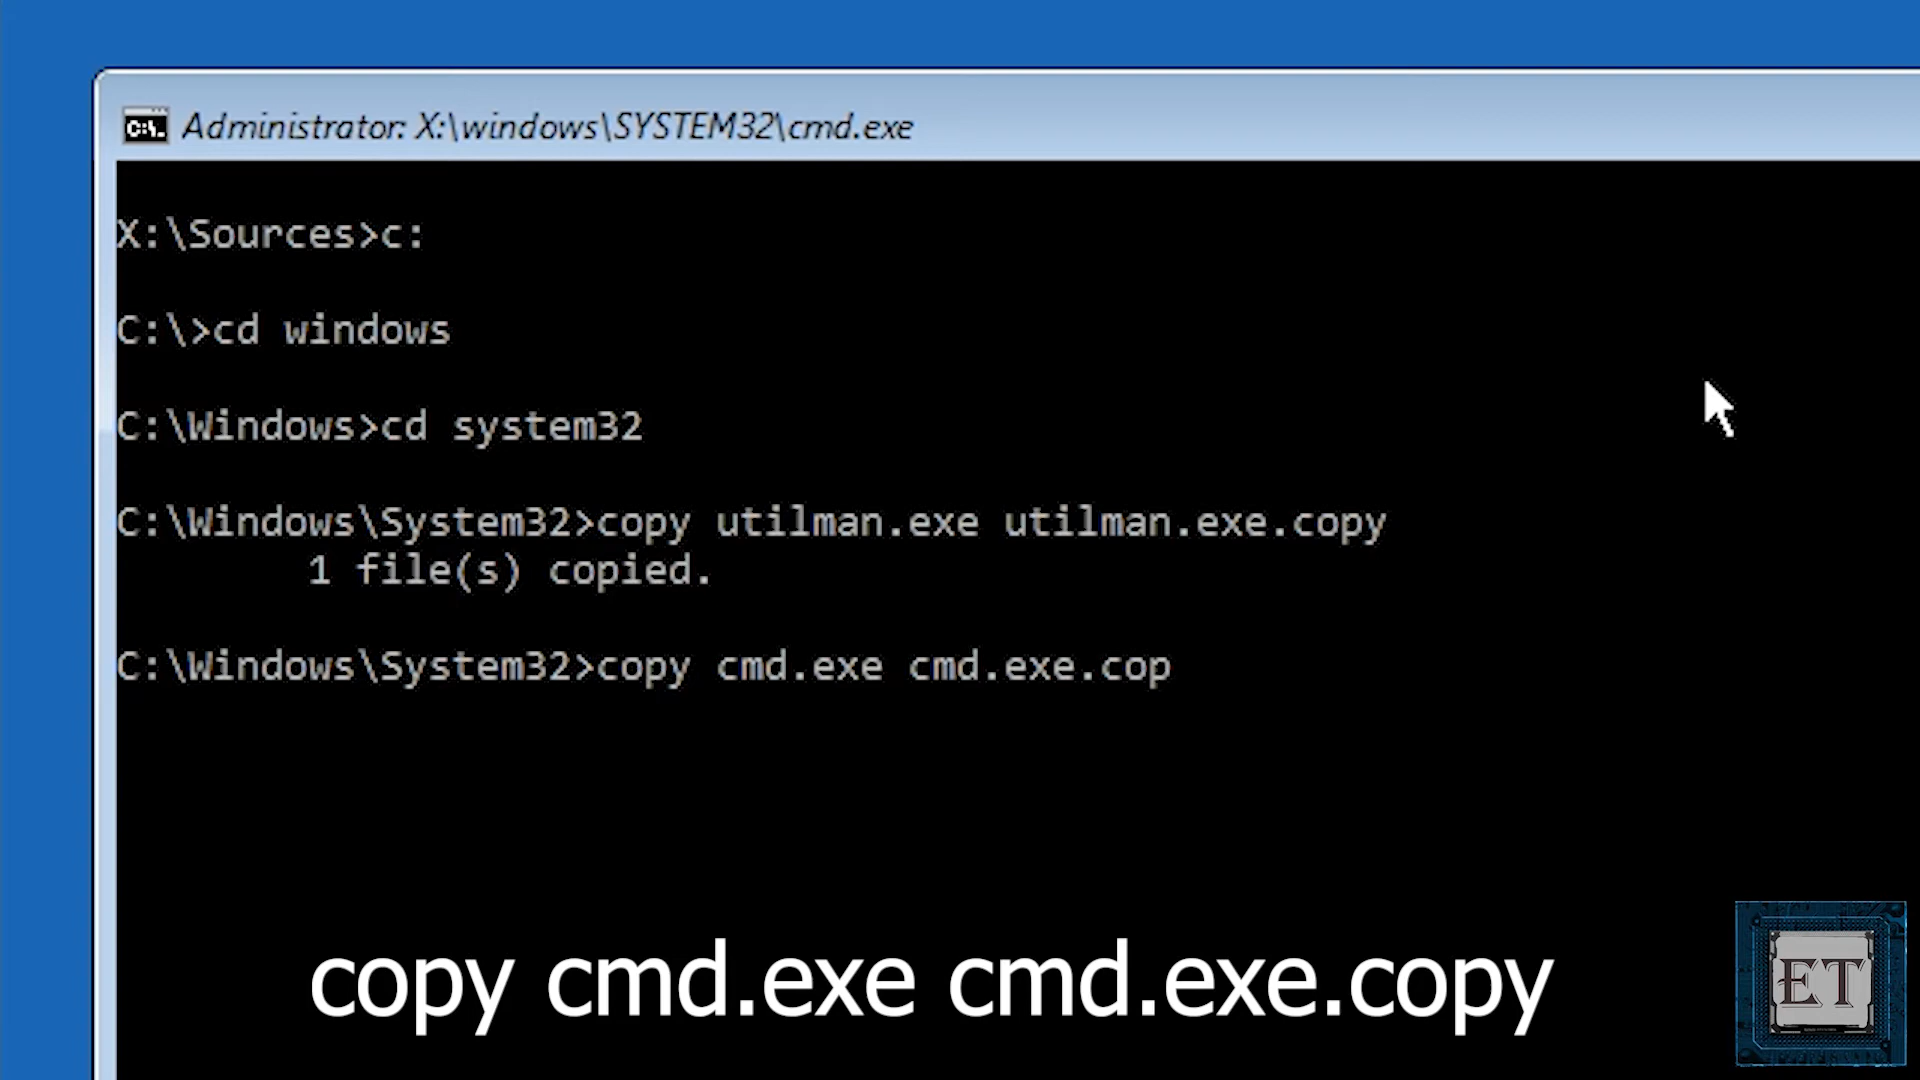 Administrator: X:\windows\SYSTEM32\cmd.exe
X:\Sources>c:
C:\>cd windows
C:\Windows>cd system32
C:\Windows\System32>copy utilman.exe utilman.exe.copy
1 file(s) copied.
C:\Windows\System32>copy cmd.exe cmd.exe.cop
copy cmd.exe cmd.exe.copy
ET